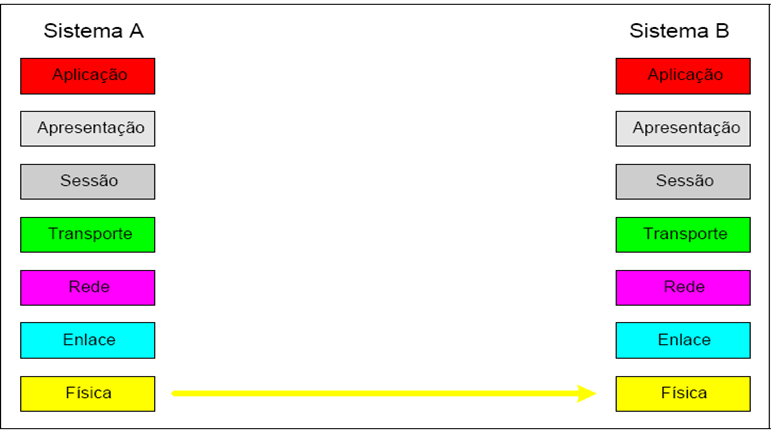 Sistema A
Sistema B
Aplicação
Aplicação
Apresentação
Apresentação
Sessão
Sessão
Transporte
Transporte
Rede
Rede
Enlace
Enlace
Física
Física